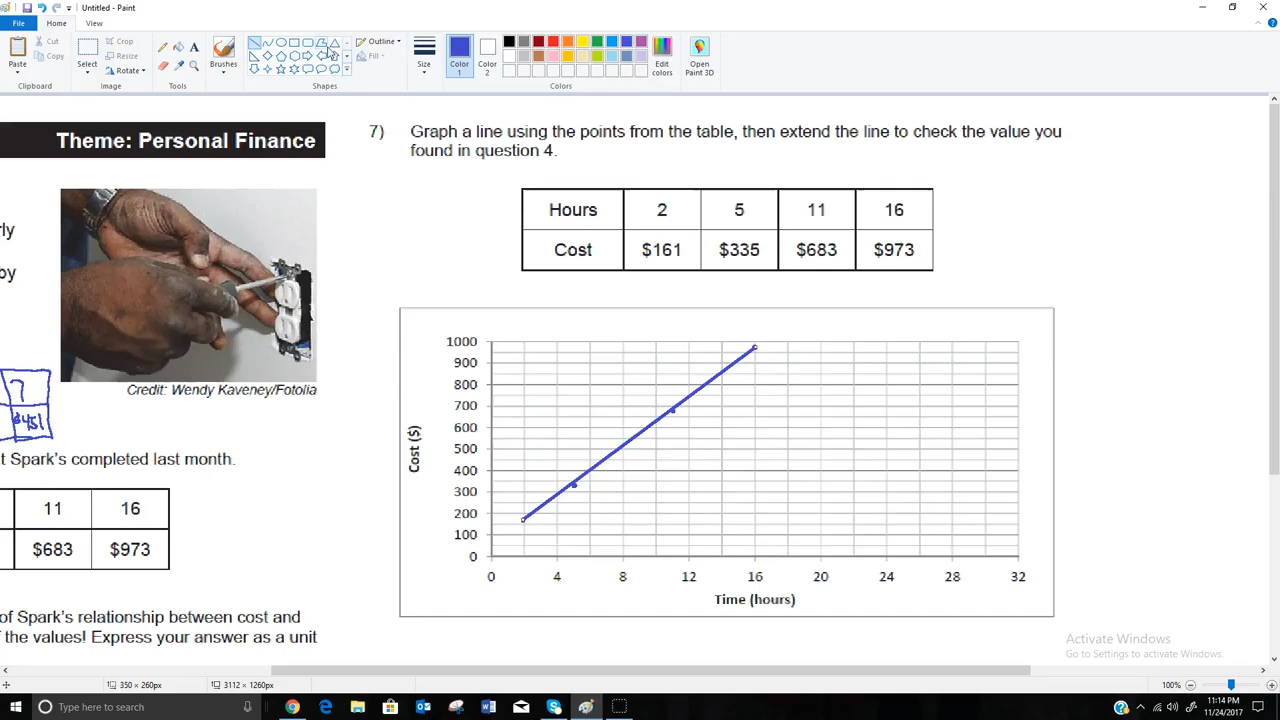 Untitled - Paint
File
Home
View
Paste
Cut
Copy
Clipboard
Select
Crop
Resize
Rotate
Image
Tools
Brushes
Shapes
Outline
Fill
Size
Color 1
Color 2
Colors
Edit colors
Open Paint 3D
Theme: Personal Finance
rly
by
Credit: Wendy Kaveney/Fotolia
7
$451
t Spark's completed last month.
11 16
$683 $973
of Spark's relationship between cost and
f the values! Express your answer as a unit
7) Graph a line using the points from the table, then extend the line to check the value you
found in question 4.
Hours 2 5 11 16
Cost $161 $335 $683 $973
1000
900
800
700
600
500
400
300
200
100
0
Cost ($)
0 4 8 12 16 20 24 28 32
Time (hours)
Activate Windows
Go to Settings to activate Windows.
350 × 260px
3112 × 1260px
100%
Type here to search
11:14 PM
11/24/2017